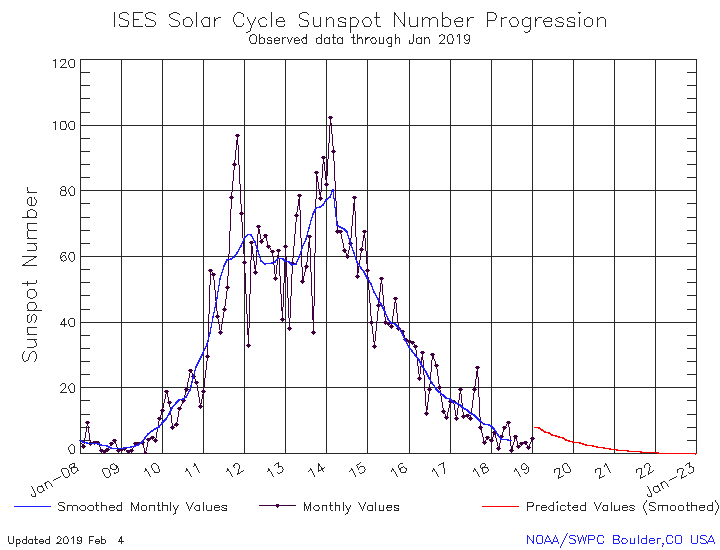 ISES Solar Cycle Sunspot Number Progression
Observed data through Jan 2019
120
100
80
60
40
20
0
Sunspot Number
Jan-08 09 10 11 12 13 14 15 16 17 18 19 20 21 22 Jan-23
Smoothed Monthly Values Monthly Values Predicted Values (Smoothed)
Updated 2019 Feb 4 NOAA/SWPC Boulder,CO USA